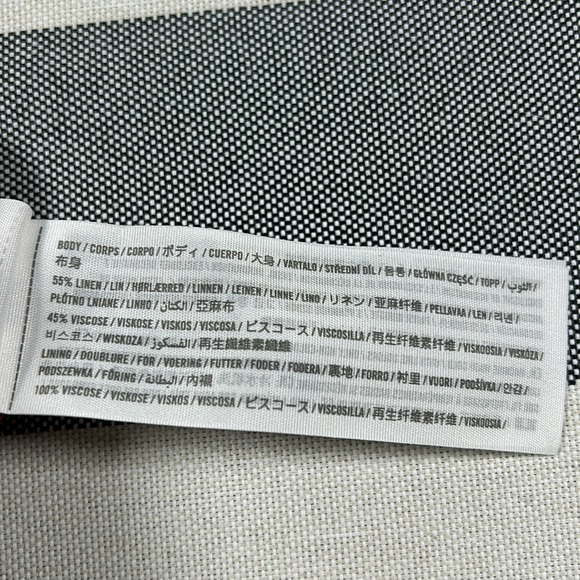 BODY / CORPS / CORPO / ボディ / CUERPO / 大身 / VARTALO / STŘEDNÍ DÍL / 몸통 / GŁÓWNA CZĘŚĆ / TOPP / الثوب /
布身
55% LINEN / LIN / HØRLÆRRED / LINNEN / LEINEN / LINNE / LINO / リネン / 亚麻纤维 / PELLAVAA / LEN / 리넨 /
PŁÓTNO LNIANE / LINHO / الكتان / 亞麻布
45% VISCOSE / VISKOSE / VISKOS / VISCOSA / ビスコース / VISCOSILLA / 再生纤维素纤维 / VISKOOSIA / VISKÓZA /
비스코스 / WISKOZA / الفسكوز / 再生纖維素纖維
LINING / DOUBLURE / FOR / VOERING / FUTTER / FODER / FODERA / 裏地 / FORRO / 衬里 / VUORI / PODŠÍVKA / 안감 /
PODSZEWKA / FÔRING / البطانة / 內襯
100% VISCOSE / VISKOSE / VISKOS / VISCOSA / ビスコース / VISCOSILLA / 再生纤维素纤维 / VISKOOSIA /